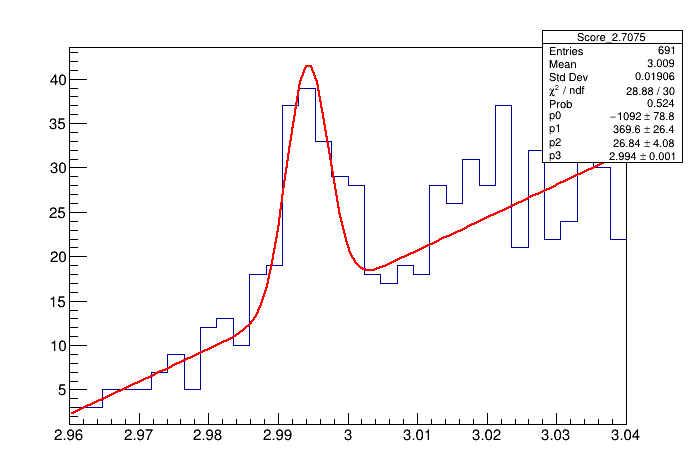 Score_2.7075
Entries 691
Mean 3.009
Std Dev 0.01906
χ² / ndf 28.88 / 30
Prob 0.524
p0 −1092 ± 78.8
p1 369.6 ± 26.4
p2 26.84 ± 4.08
p3 2.994 ± 0.001
40
35
30
25
20
15
10
5
2.96 2.97 2.98 2.99 3 3.01 3.02 3.03 3.04